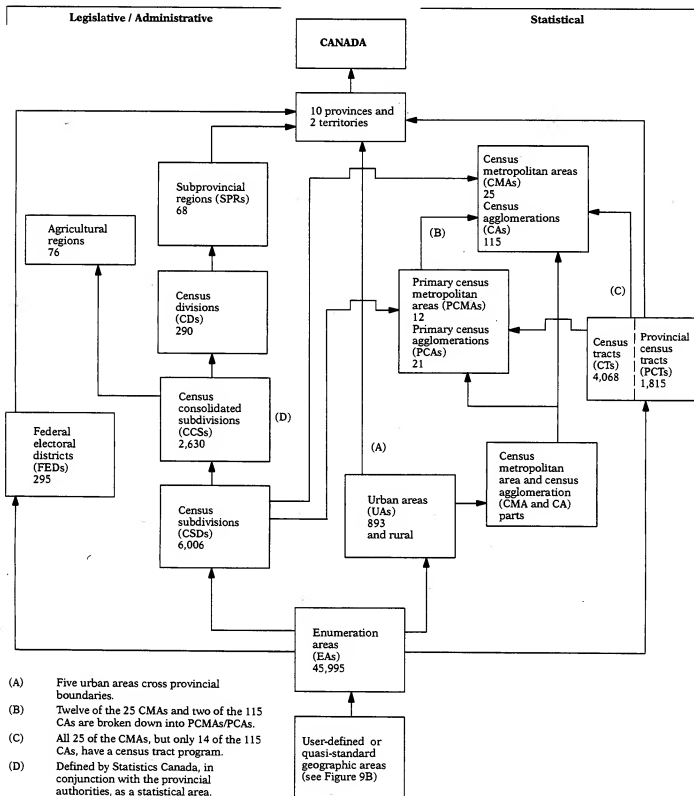 Legislative / Administrative
Statistical
CANADA
10 provinces and
2 territories
Subprovincial
regions (SPRs)
68
Census
metropolitan areas
(CMAs)
25
Census
agglomerations
(CAs)
115
Agricultural
regions
76
(B)
(C)
Census
divisions
(CDs)
290
Primary census
metropolitan
areas (PCMAs)
12
Primary census
agglomerations
(PCAs)
21
Census
tracts
(CTs)
4,068
Provincial
census
tracts
(PCTs)
1,815
Census
consolidated
subdivisions
(CCSs)
2,630
(D)
Federal
electoral
districts
(FEDs)
295
(A)
Census
metropolitan
area and census
agglomeration
(CMA and CA)
parts
Census
subdivisions
(CSDs)
6,006
Urban areas
(UAs)
893
and rural
Enumeration
areas
(EAs)
45,995
User-defined or
quasi-standard
geographic areas
(see Figure 9B)
(A) Five urban areas cross provincial
boundaries.
(B) Twelve of the 25 CMAs and two of the 115
CAs are broken down into PCMAs/PCAs.
(C) All 25 of the CMAs, but only 14 of the 115
CAs, have a census tract program.
(D) Defined by Statistics Canada, in
conjunction with the provincial
authorities, as a statistical area.